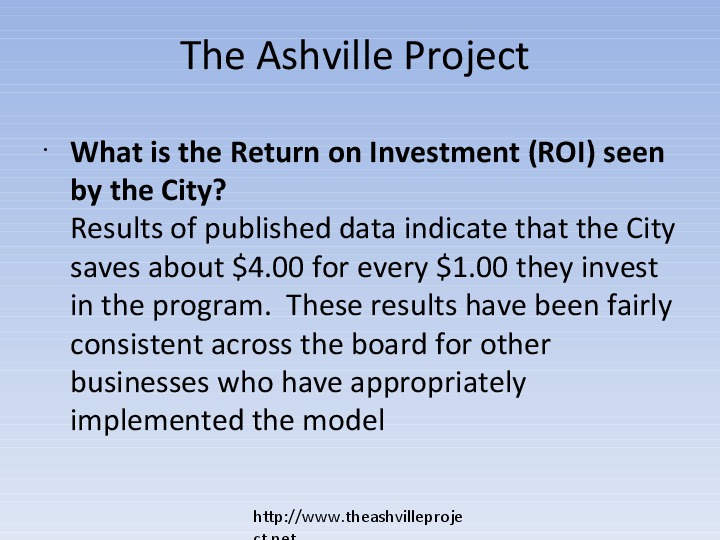 The Ashville Project
· What is the Return on Investment (ROI) seen
by the City?
Results of published data indicate that the City
saves about $4.00 for every $1.00 they invest
in the program.  These results have been fairly
consistent across the board for other
businesses who have appropriately
implemented the model
http://www.theashvilleproje
ct.net